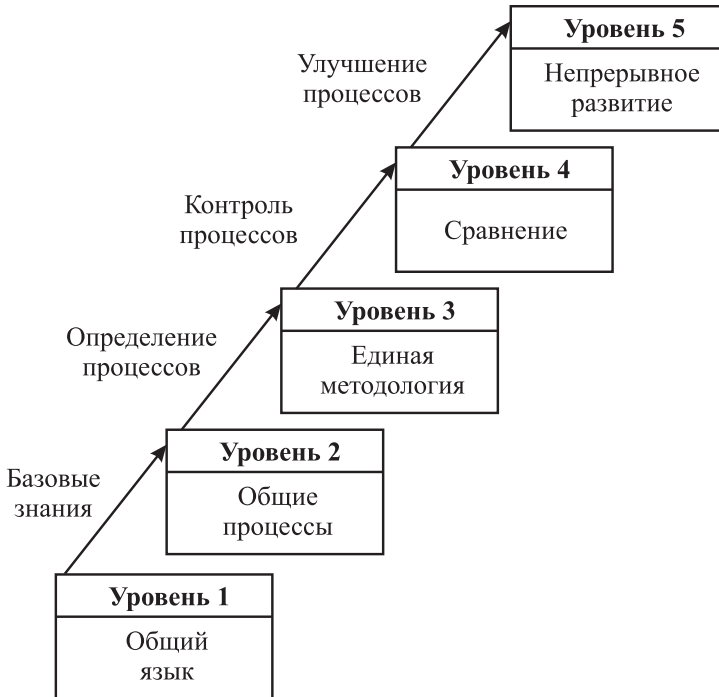 Уровень 5
Непрерывное
развитие
Улучшение
процессов
Уровень 4
Сравнение
Контроль
процессов
Уровень 3
Единая
методология
Определение
процессов
Уровень 2
Общие
процессы
Базовые
знания
Уровень 1
Общий
язык